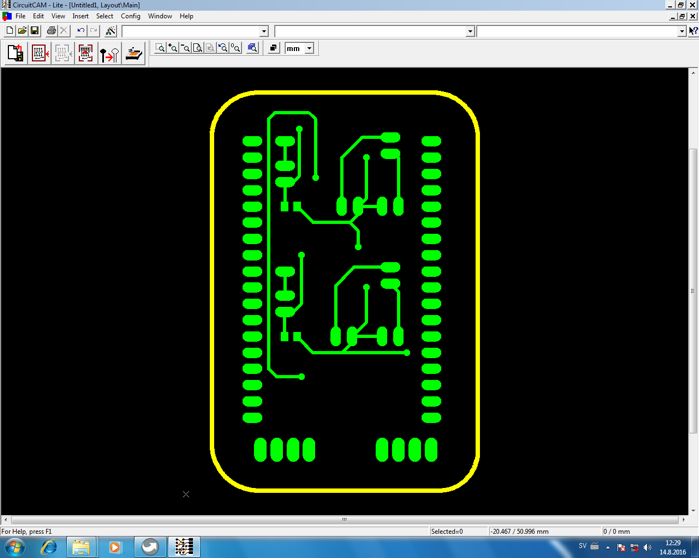 CircuitCAM - Lite - [Untitled1, Layout\Main]
File Edit View Insert Select Config Window Help
mm
For Help, press F1
Selected=0
-20.467 / 50.996 mm
0 / 0 mm
SV
12:29
14.8.2016